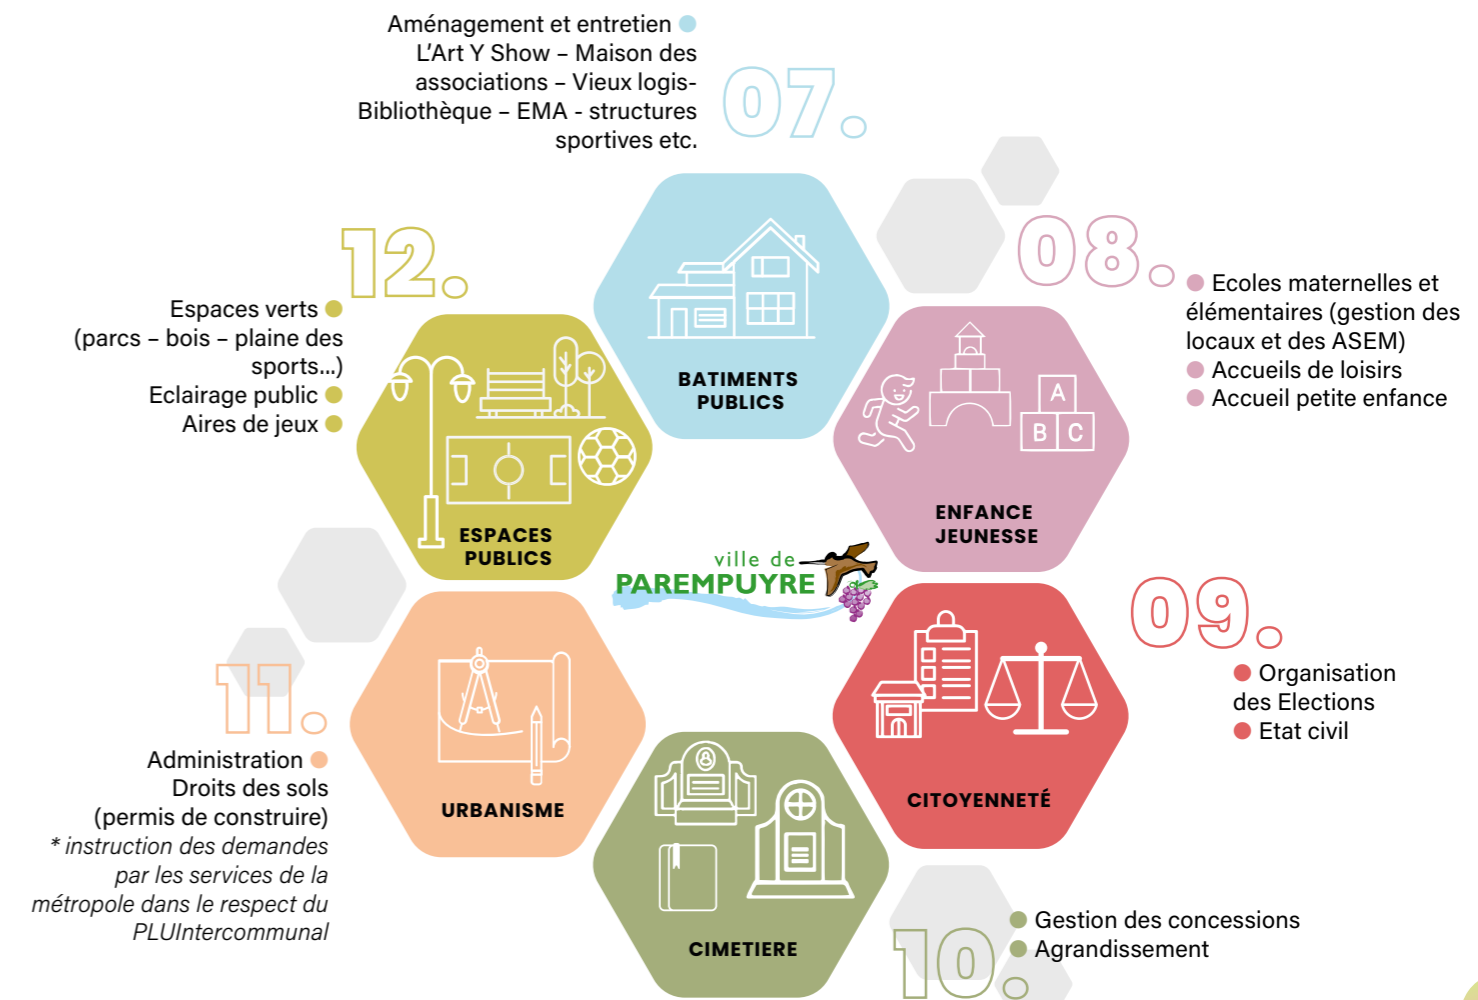 Aménagement et entretien
L'Art Y Show – Maison des
associations – Vieux logis-
Bibliothèque – EMA - structures
sportives etc.
07.
BATIMENTS
PUBLICS
08.
Ecoles maternelles et
élémentaires (gestion des
locaux et des ASEM)
Accueils de loisirs
Accueil petite enfance
A
B C
ENFANCE
JEUNESSE
12.
Espaces verts
(parcs – bois – plaine des
sports...)
Eclairage public
Aires de jeux
ESPACES
PUBLICS
ville de
PAREMPUYRE
09.
Organisation
des Elections
Etat civil
CITOYENNETÉ
11.
Administration
Droits des sols
(permis de construire)
* instruction des demandes
par les services de la
métropole dans le respect du
PLUIntercommunal
URBANISME
CIMETIERE
10.
Gestion des concessions
Agrandissement